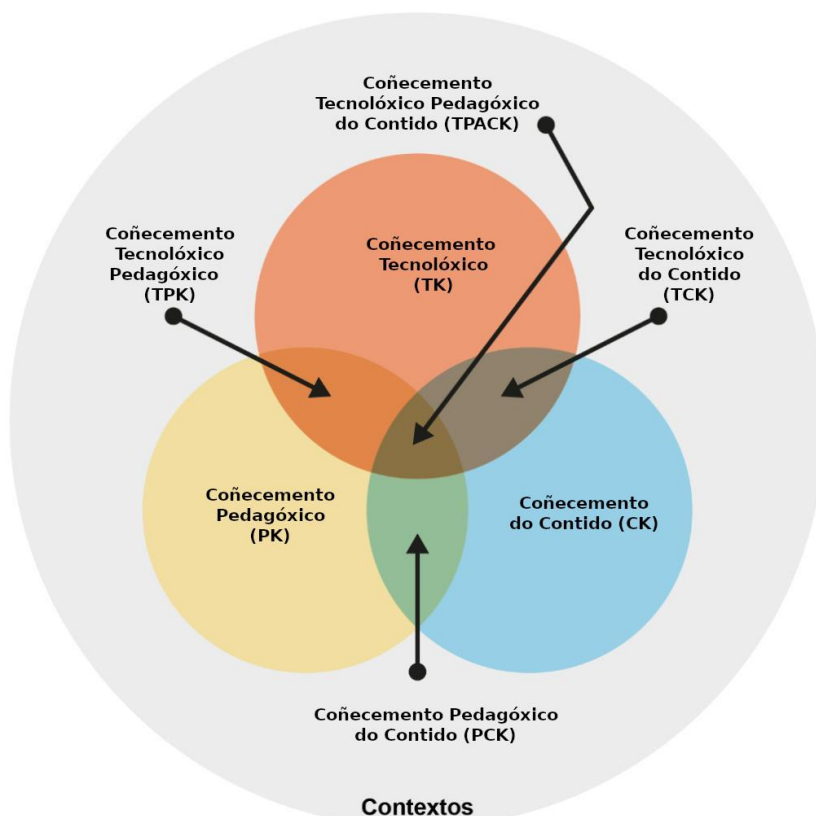 Coñecemento
Tecnolóxico Pedagóxico
do Contido (TPACK)
Coñecemento
Tecnolóxico
Pedagóxico
(TPK)
Coñecemento
Tecnolóxico
(TK)
Coñecemento
Tecnolóxico
do Contido
(TCK)
Coñecemento
Pedagóxico
(PK)
Coñecemento
do Contido (CK)
Coñecemento Pedagóxico
do Contido (PCK)
Contextos